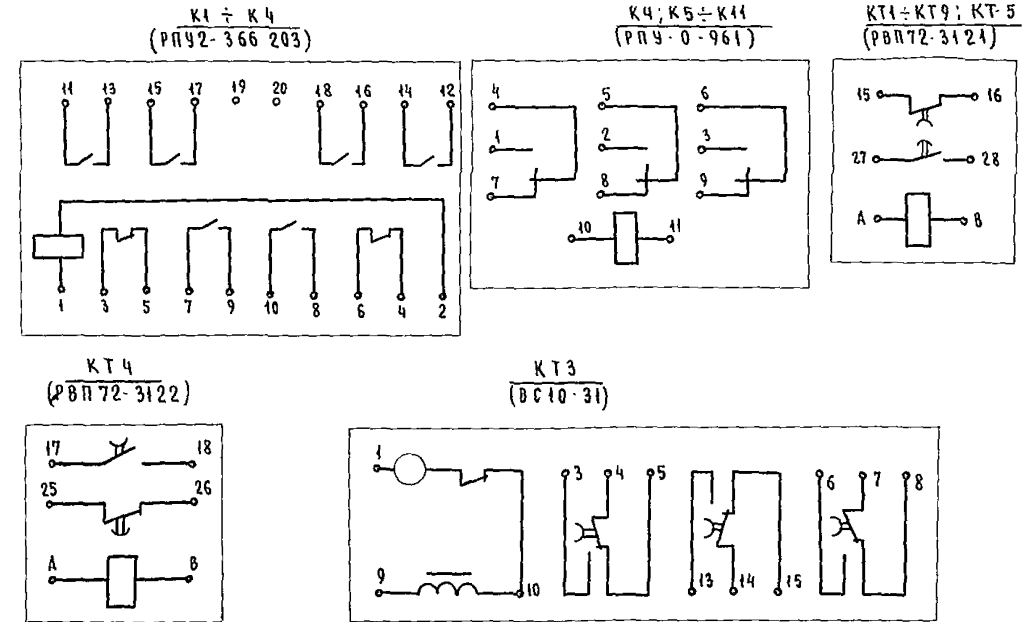 К1 ÷ К4
(РПУ2-366 203)
11 13 15 17 19 20 18 16 14 12
1 3 5 7 9 10 8 6 4 2
К4; К5÷К11
(РПУ-0-961)
4 5 6
1 2 3
7 8 9
10 11
КТ1÷КТ9; КТ-5
(РВП72-3121)
15 16
27 28
А В
КТ4
(РВП72-3122)
17 18
25 26
А В
КТ3
(ВС10-31)
1 3 4 5 6 7 8
9 10 13 14 15